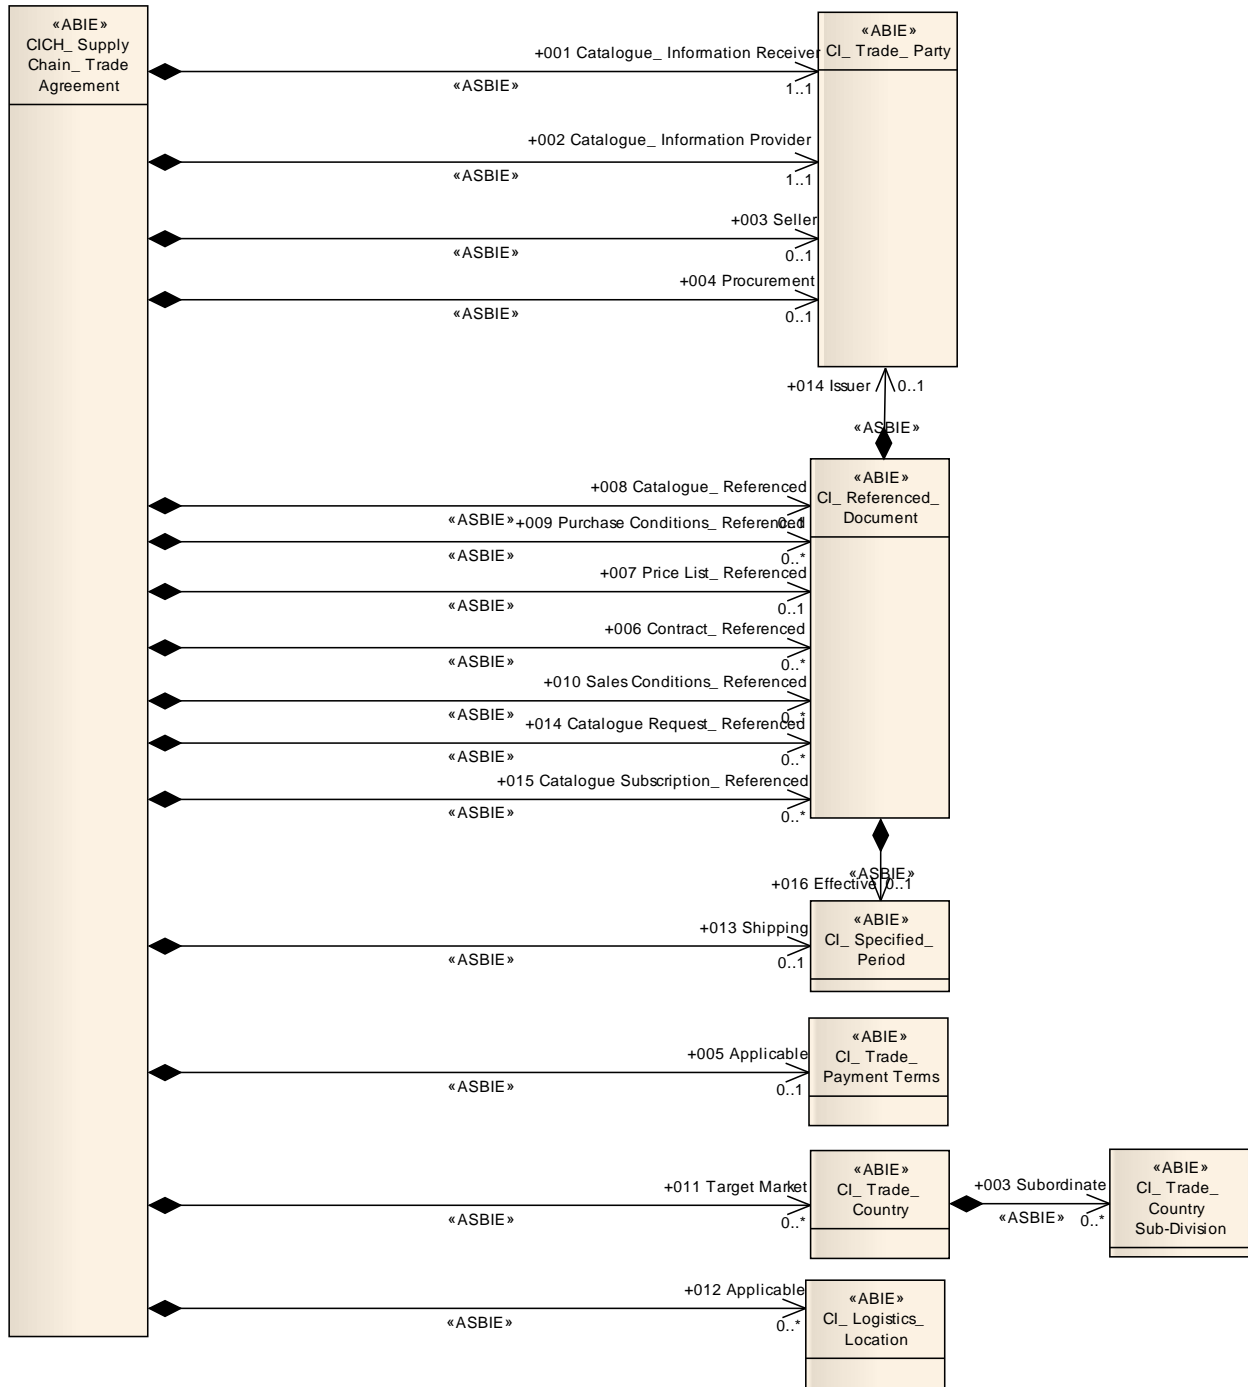 «ABIE»
CICH_ Supply
Chain_ Trade
Agreement
«ABIE»
CI_ Trade_ Party
+001 Catalogue_ Information Receiver
«ASBIE»
1..1
+002 Catalogue_ Information Provider
«ASBIE»
1..1
+003 Seller
«ASBIE»
0..1
+004 Procurement
«ASBIE»
0..1
+014 Issuer
0..1
«ASBIE»
«ABIE»
CI_ Referenced_
Document
+008 Catalogue_ Referenced
«ASBIE»
0..1
+009 Purchase Conditions_ Referenced
«ASBIE»
0..*
+007 Price List_ Referenced
«ASBIE»
0..1
+006 Contract_ Referenced
«ASBIE»
0..*
+010 Sales Conditions_ Referenced
«ASBIE»
0..*
+014 Catalogue Request_ Referenced
«ASBIE»
0..*
+015 Catalogue Subscription_ Referenced
«ASBIE»
0..*
«ASBIE»
+016 Effective
0..1
«ABIE»
CI_ Specified_
Period
+013 Shipping
«ASBIE»
0..1
«ABIE»
CI_ Trade_
Payment Terms
+005 Applicable
«ASBIE»
0..1
«ABIE»
CI_ Trade_
Country
+011 Target Market
«ASBIE»
0..*
+003 Subordinate
«ASBIE»
0..*
«ABIE»
CI_ Trade_
Country
Sub-Division
+012 Applicable
«ASBIE»
0..*
«ABIE»
CI_ Logistics_
Location